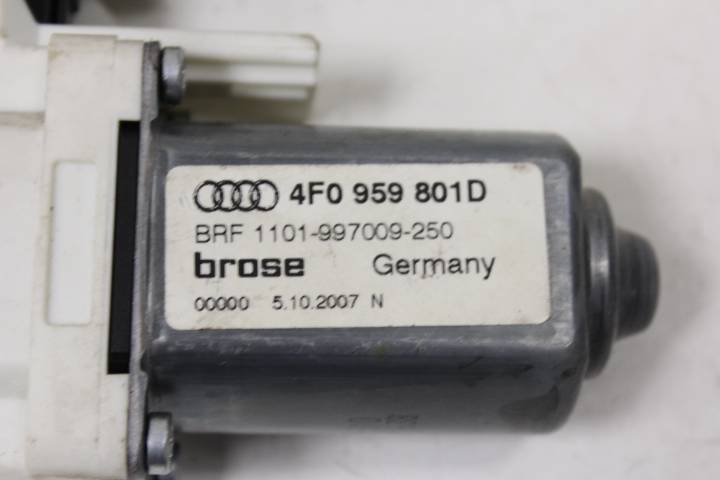 4F0 959 801D
BRF 1101-997009-250
brose Germany
00000 5.10.2007 N